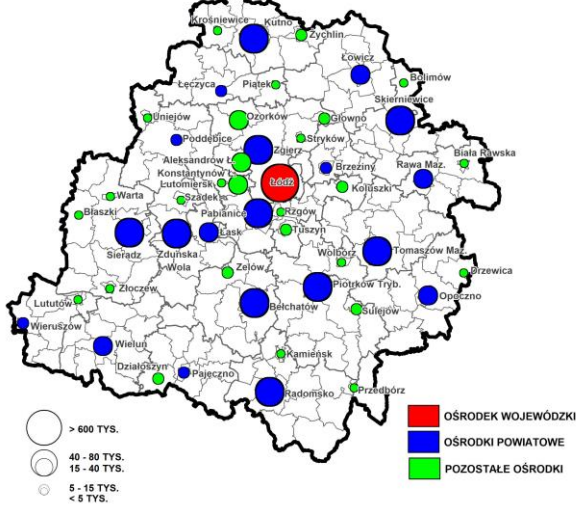 Krośniewice
Kutno
Żychlin
Łowicz
Łęczyca
Piątek
Bolimów
Skierniewice
Uniejów
Ozorków
Głowno
Poddębice
Zgierz
Stryków
Aleksandrów Ł.
Brzeziny
Rawa Maz.
Biała Rawska
Konstantynów Ł.
Łódź
Lutomiersk
Koluszki
Warta
Szadek
Błaszki
Pabianice
Rzgów
Tuszyn
Łask
Sieradz
Zduńska
Wola
Wolbórz
Tomaszów Maz.
Drzewica
Zelów
Złoczew
Piotrków Tryb.
Lututów
Bełchatów
Sulejów
Opoczno
Wieruszów
Wieluń
Kamieńsk
Działoszyn
Pajęczno
Radomsko
Przedbórz
> 600 TYS.
40 - 80 TYS.
15 - 40 TYS.
5 - 15 TYS.
< 5 TYS.
OŚRODEK WOJEWÓDZKI
OŚRODKI POWIATOWE
POZOSTAŁE OŚRODKI